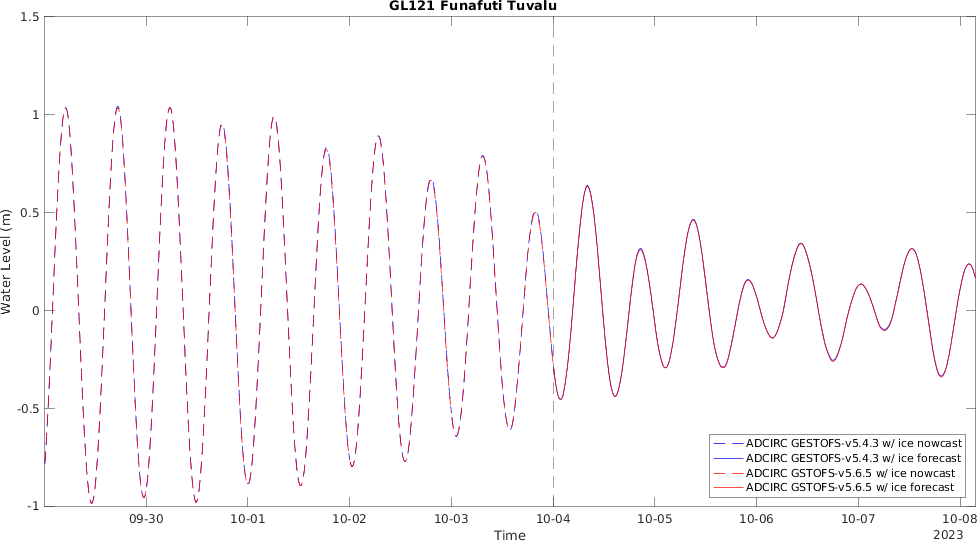 GL121 Funafuti Tuvalu
1.5
1
0.5
0
-0.5
-1
Water Level (m)
ADCIRC GESTOFS-v5.4.3 w/ ice nowcast
ADCIRC GESTOFS-v5.4.3 w/ ice forecast
ADCIRC GSTOFS-v5.6.5 w/ ice nowcast
ADCIRC GSTOFS-v5.6.5 w/ ice forecast
09-30 10-01 10-02 10-03 10-04 10-05 10-06 10-07 10-08
Time
2023